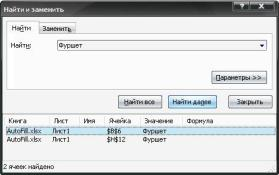 Найти и заменить
Найти Заменить
Найти: Фуршет
Параметры >>
Найти все Найти далее Закрыть
Книга Лист Имя Ячейка Значение Формула
AutoFill.xlsx Лист1 $B$6 Фуршет
AutoFill.xlsx Лист1 $H$12 Фуршет
2 ячеек найдено